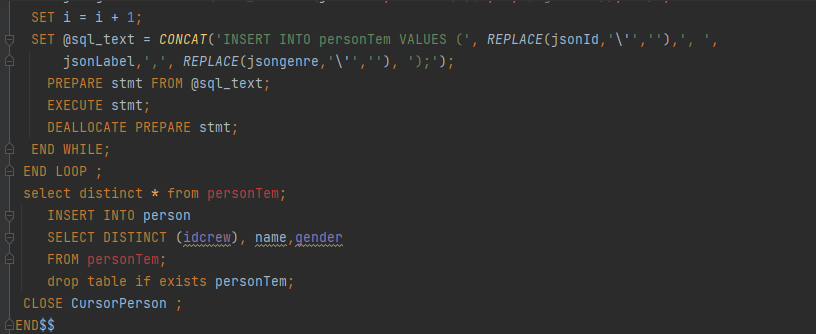 SET i = i + 1;
SET @sql_text = CONCAT('INSERT INTO personTem VALUES (', REPLACE(jsonId,'\'',''),', ',
jsonLabel,',', REPLACE(jsongenre,'\'',''), ');');
PREPARE stmt FROM @sql_text;
EXECUTE stmt;
DEALLOCATE PREPARE stmt;
END WHILE;
END LOOP ;
select distinct * from personTem;
INSERT INTO person
SELECT DISTINCT (idcrew), name,gender
FROM personTem;
drop table if exists personTem;
CLOSE CursorPerson ;
END$$